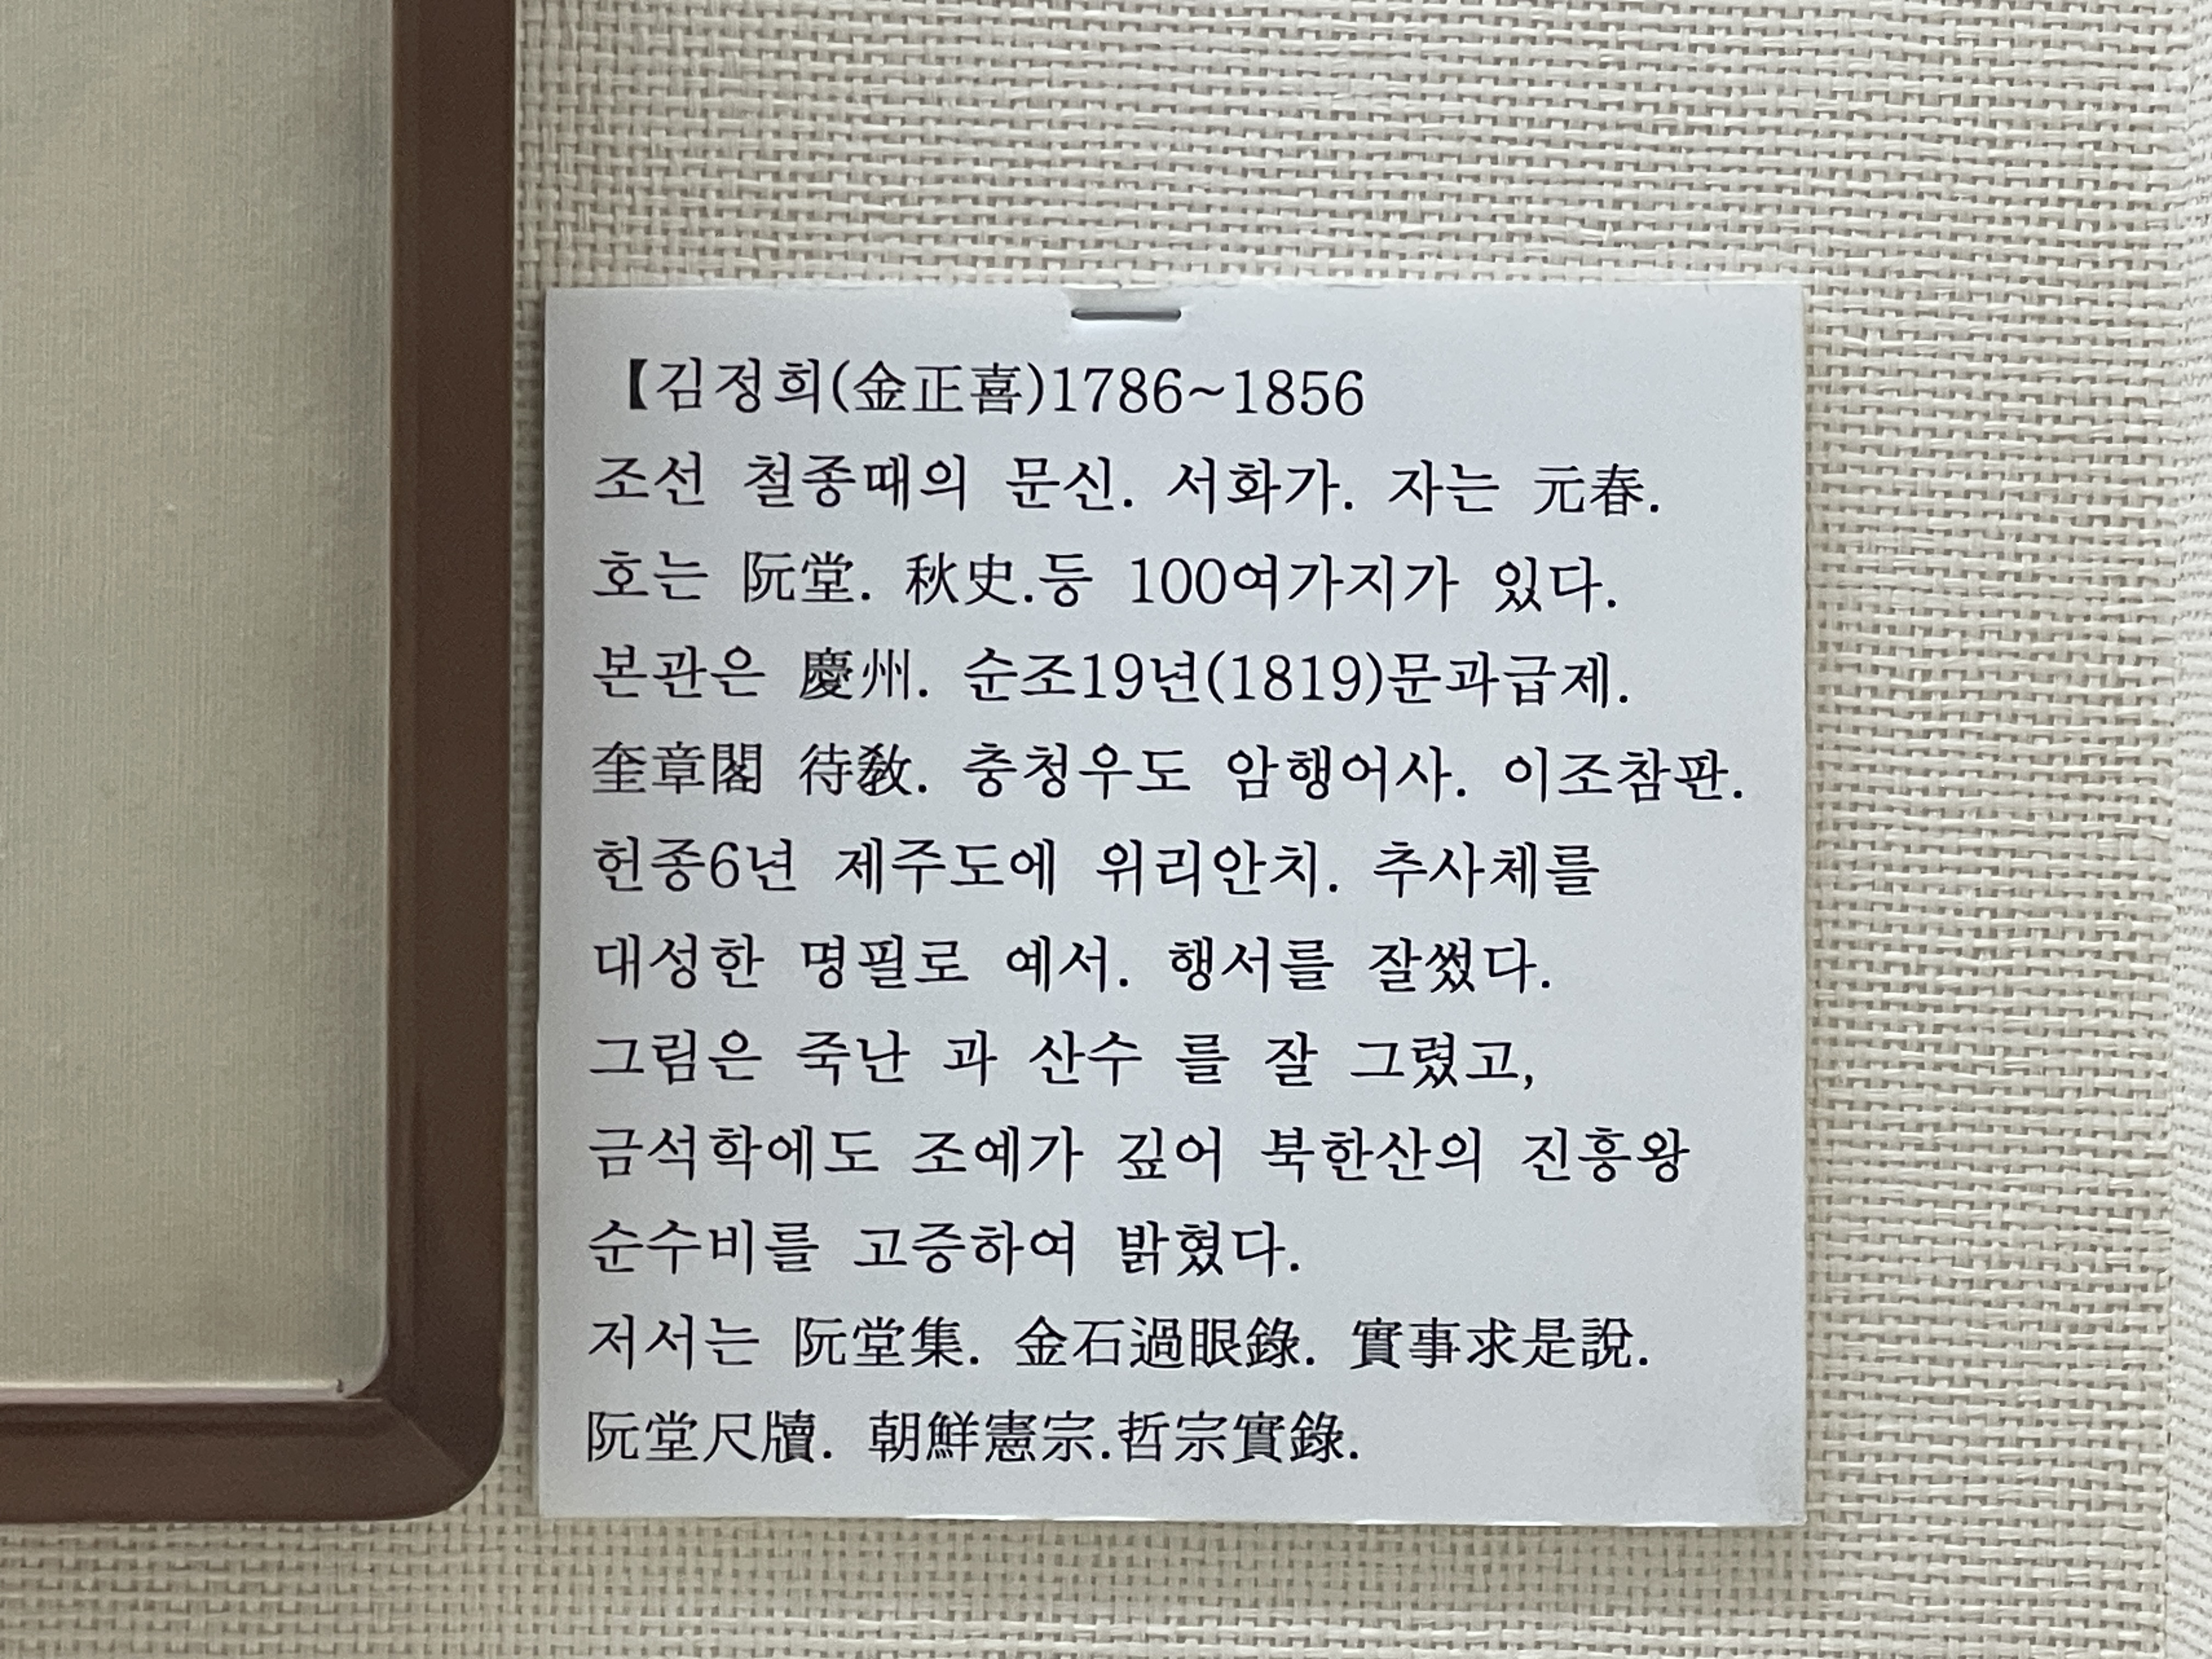 【김정희(金正喜)1786~1856
조선 철종때의 문신. 서화가. 자는 元春.
호는 阮堂. 秋史.등 100여가지가 있다.
본관은 慶州. 순조19년(1819)문과급제.
奎章閣 待敎. 충청우도 암행어사. 이조참판.
헌종6년 제주도에 위리안치. 추사체를
대성한 명필로 예서. 행서를 잘썼다.
그림은 죽난 과 산수 를 잘 그렸고,
금석학에도 조예가 깊어 북한산의 진흥왕
순수비를 고증하여 밝혔다.
저서는 阮堂集. 金石過眼錄. 實事求是說.
阮堂尺牘. 朝鮮憲宗.哲宗實錄.